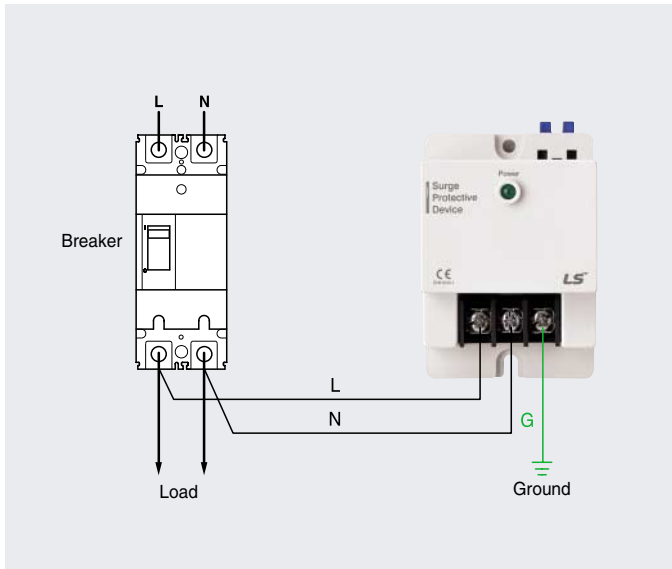 L N
Breaker
Power
Surge
Protective
Device
CE
LS
L
N
G
Load
Ground